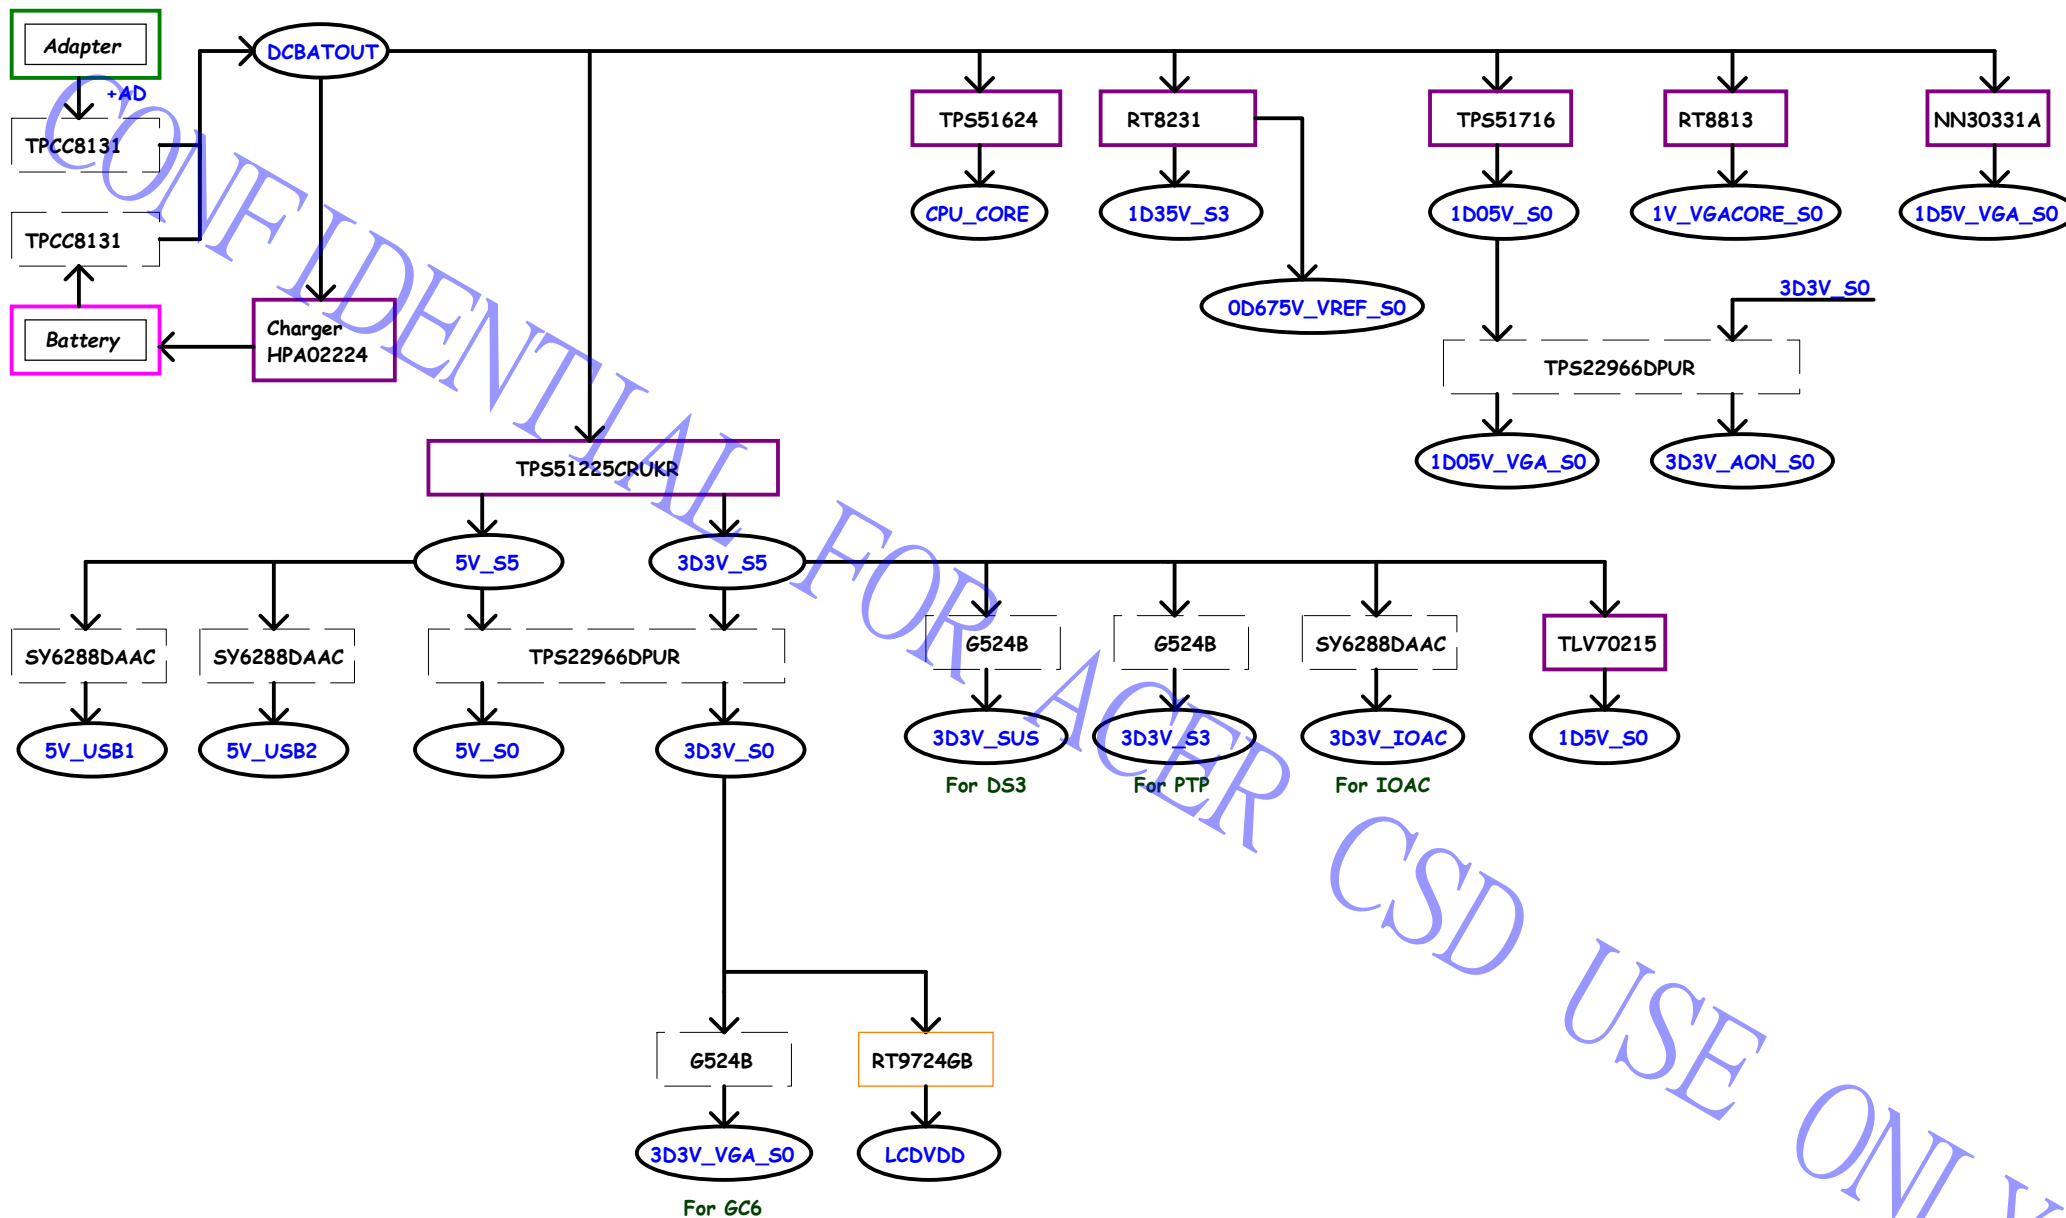 Adapter
+AD
TPCC8131
TPCC8131
Battery
DCBATOUT
Charger
HPA02224
TPS51624
CPU_CORE
RT8231
1D35V_S3
0D675V_VREF_S0
TPS51716
1D05V_S0
RT8813
1V_VGACORE_S0
NN30331A
1D5V_VGA_S0
3D3V_S0
TPS22966DPUR
1D05V_VGA_S0
3D3V_AON_S0
TPS51225CRUKR
5V_S5
3D3V_S5
SY6288DAAC
SY6288DAAC
TPS22966DPUR
G524B
G524B
SY6288DAAC
TLV70215
5V_USB1
5V_USB2
5V_S0
3D3V_S0
3D3V_SUS
3D3V_S3
3D3V_IOAC
1D5V_S0
For DS3
For PTP
For IOAC
G524B
RT9724GB
3D3V_VGA_S0
LCDVDD
For GC6
CONFIDENTIAL FOR ACER CSD USE ONLY